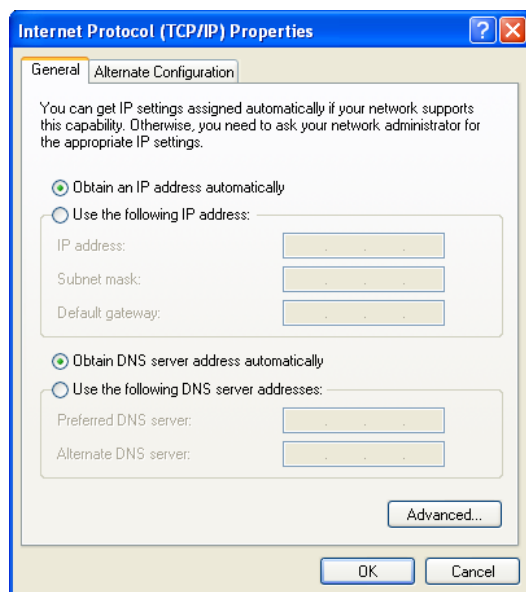 Internet Protocol (TCP/IP) Properties
General
Alternate Configuration
You can get IP settings assigned automatically if your network supports
this capability. Otherwise, you need to ask your network administrator for
the appropriate IP settings.
Obtain an IP address automatically
Use the following IP address:
IP address:
Subnet mask:
Default gateway:
Obtain DNS server address automatically
Use the following DNS server addresses:
Preferred DNS server:
Alternate DNS server:
Advanced...
OK
Cancel